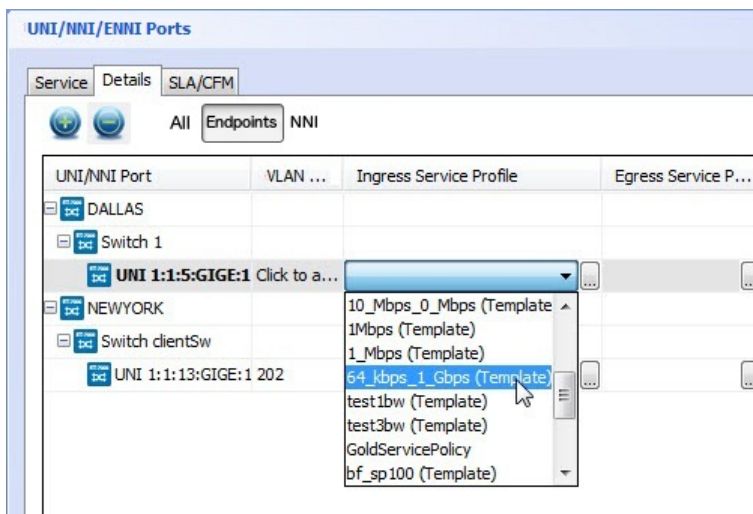 UNI/NNI/ENNI Ports
Service Details SLA/CFM
All Endpoints NNI
UNI/NNI Port VLAN ... Ingress Service Profile Egress Service P...
DALLAS
Switch 1
UNI 1:1:5:GIGE:1 Click to a... ...
NEWYORK
10_Mbps_0_Mbps (Template
1Mbps (Template)
Switch clientSw
1_Mbps (Template)
UNI 1:1:13:GIGE:1 202 64_kbps_1_Gbps (Template) ...
test1bw (Template)
test3bw (Template)
GoldServicePolicy
bf_sp100 (Template)